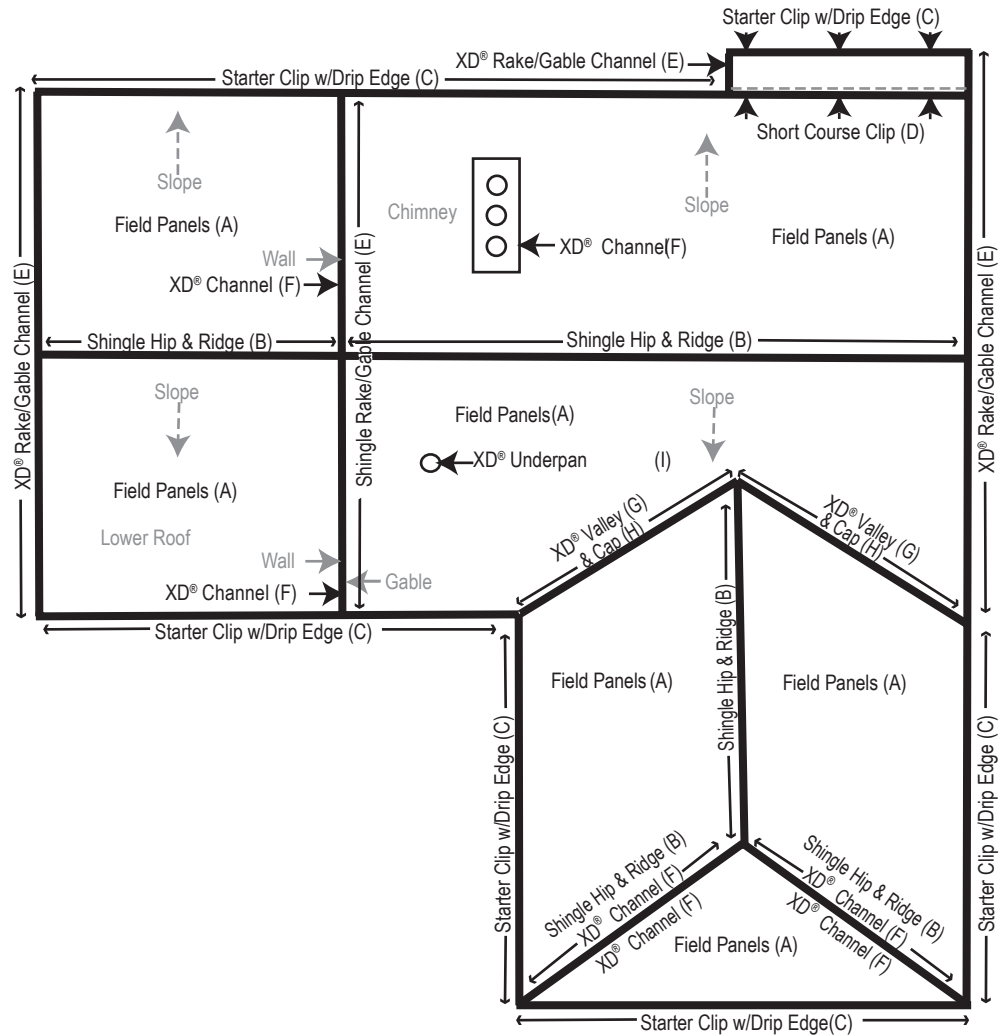 Starter Clip w/Drip Edge (C)
XD® Rake/Gable Channel (E)
Starter Clip w/Drip Edge (C)
Short Course Clip (D)
Slope
Slope
Field Panels (A)
Chimney
Field Panels (A)
XD® Channel(F)
Wall
XD® Channel (F)
XD® Rake/Gable Channel (E)
Shingle Rake/Gable Channel (E)
XD® Rake/Gable Channel (E)
Shingle Hip & Ridge (B)
Shingle Hip & Ridge (B)
Slope
Slope
Field Panels(A)
XD® Underpan (I)
Field Panels (A)
Lower Roof
Wall
Gable
XD® Channel (F)
XD® Valley (G)
& Cap (H)
XD® Valley (G)
& Cap (H)
Starter Clip w/Drip Edge (C)
Shingle Hip & Ridge (B)
Field Panels (A)
Field Panels (A)
Starter Clip w/Drip Edge (C)
Starter Clip w/Drip Edge (C)
Shingle Hip & Ridge (B)
XD® Channel (F)
XD® Channel (F)
Shingle Hip & Ridge (B)
XD® Channel (F)
XD® Channel (F)
Field Panels (A)
Starter Clip w/Drip Edge(C)